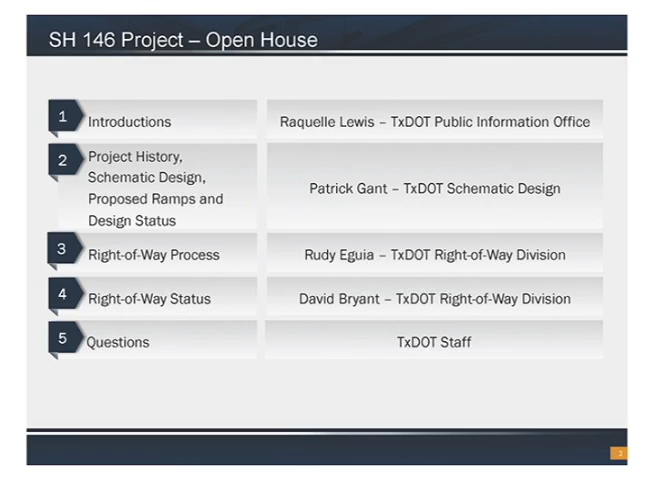 SH 146 Project – Open House
1
Introductions
Raquelle Lewis – TxDOT Public Information Office
2
Project History,
Schematic Design,
Proposed Ramps and
Design Status
Patrick Gant – TxDOT Schematic Design
3
Right-of-Way Process
Rudy Eguia – TxDOT Right-of-Way Division
4
Right-of-Way Status
David Bryant – TxDOT Right-of-Way Division
5
Questions
TxDOT Staff
2